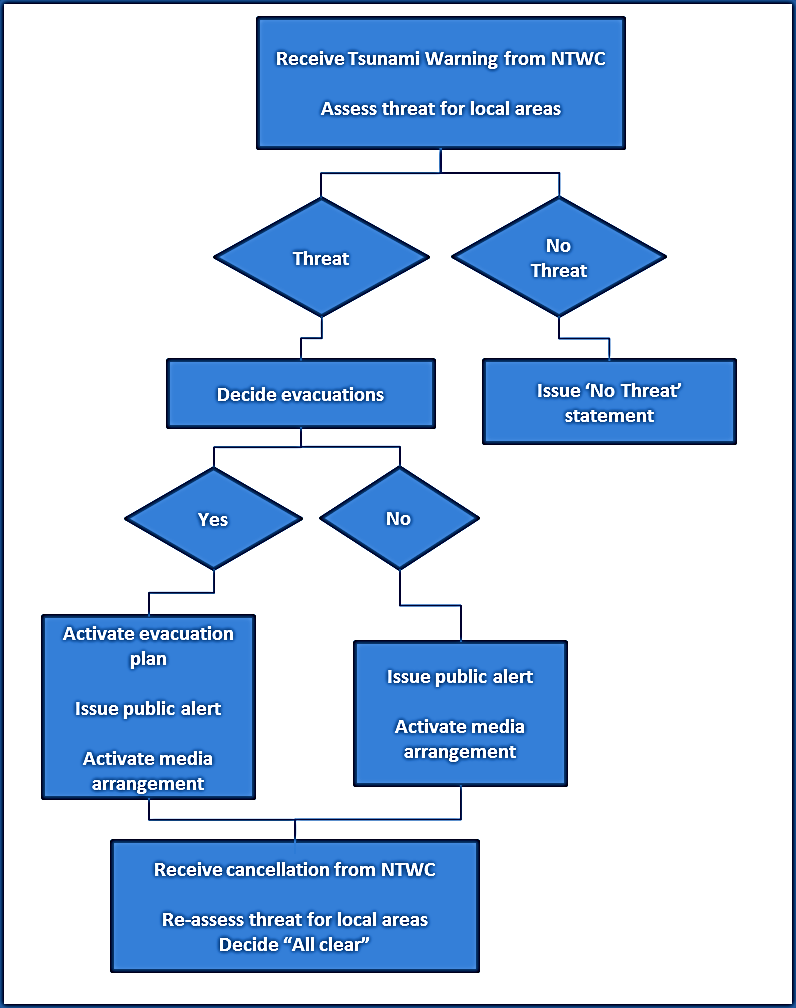 Receive Tsunami Warning from NTWC
Assess threat for local areas
Threat
No
Threat
Decide evacuations
Issue ‘No Threat’
statement
Yes
No
Activate evacuation
plan
Issue public alert
Activate media
arrangement
Issue public alert
Activate media
arrangement
Receive cancellation from NTWC
Re-assess threat for local areas
Decide “All clear”